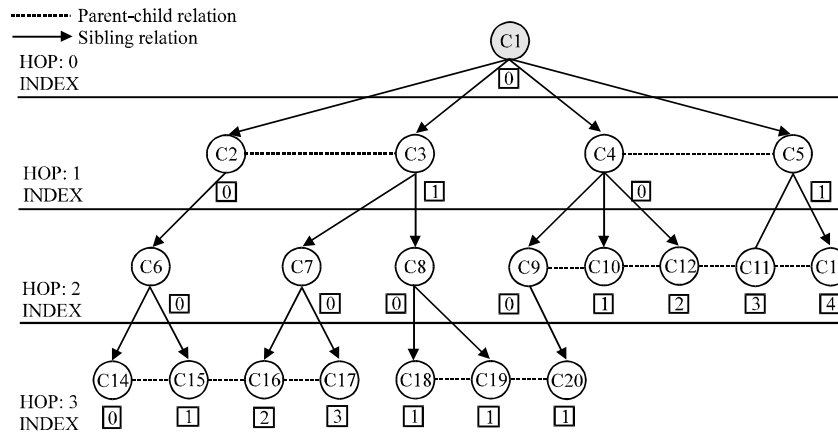 Parent-child relation
Sibling relation
C1
HOP: 0
INDEX
0
C2 C3 C4 C5
HOP: 1
INDEX
0 1 0 1
C6 C7 C8 C9 C10 C12 C11 C1
HOP: 2
INDEX
0 0 0 0 1 2 3 4
C14 C15 C16 C17 C18 C19 C20
HOP: 3
INDEX
0 1 2 3 1 1 1